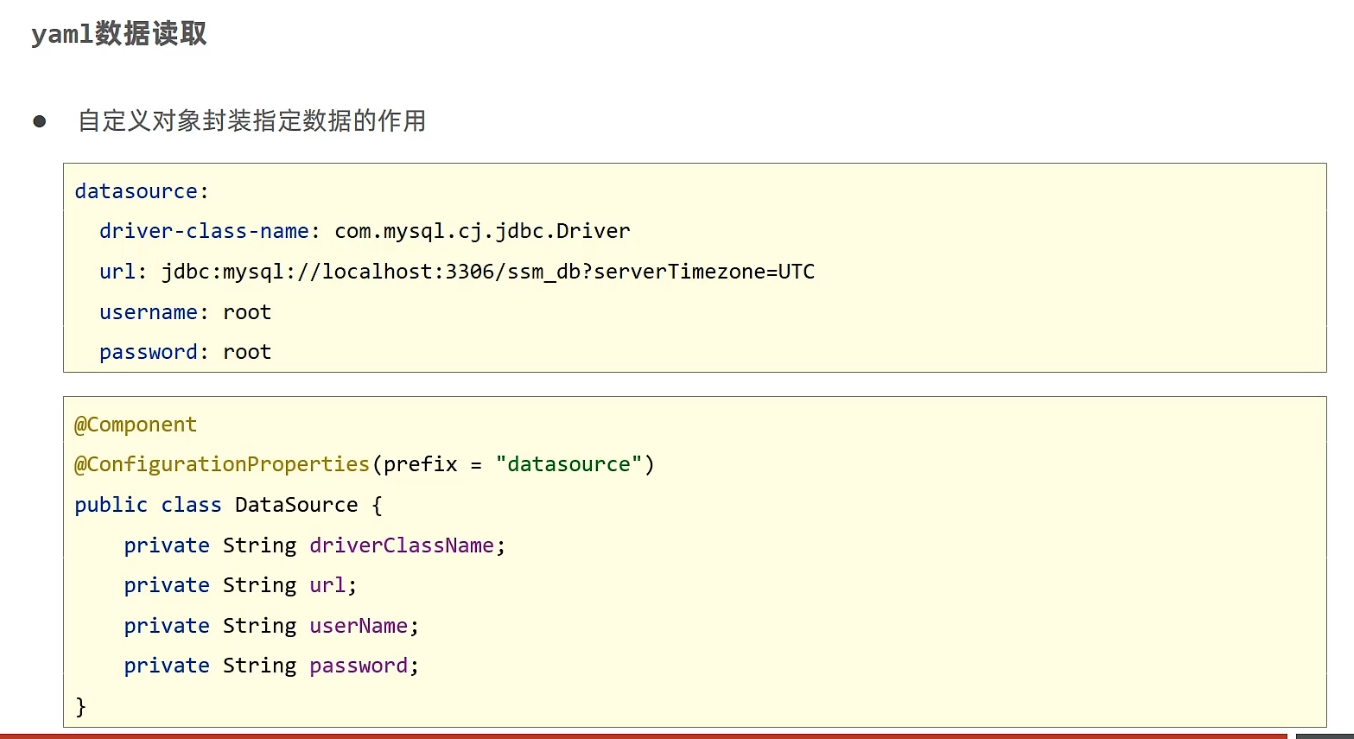 yaml数据读取
● 自定义对象封装指定数据的作用
datasource:
  driver-class-name: com.mysql.cj.jdbc.Driver
  url: jdbc:mysql://localhost:3306/ssm_db?serverTimezone=UTC
  username: root
  password: root
@Component
@ConfigurationProperties(prefix = "datasource")
public class DataSource {
    private String driverClassName;
    private String url;
    private String userName;
    private String password;
}